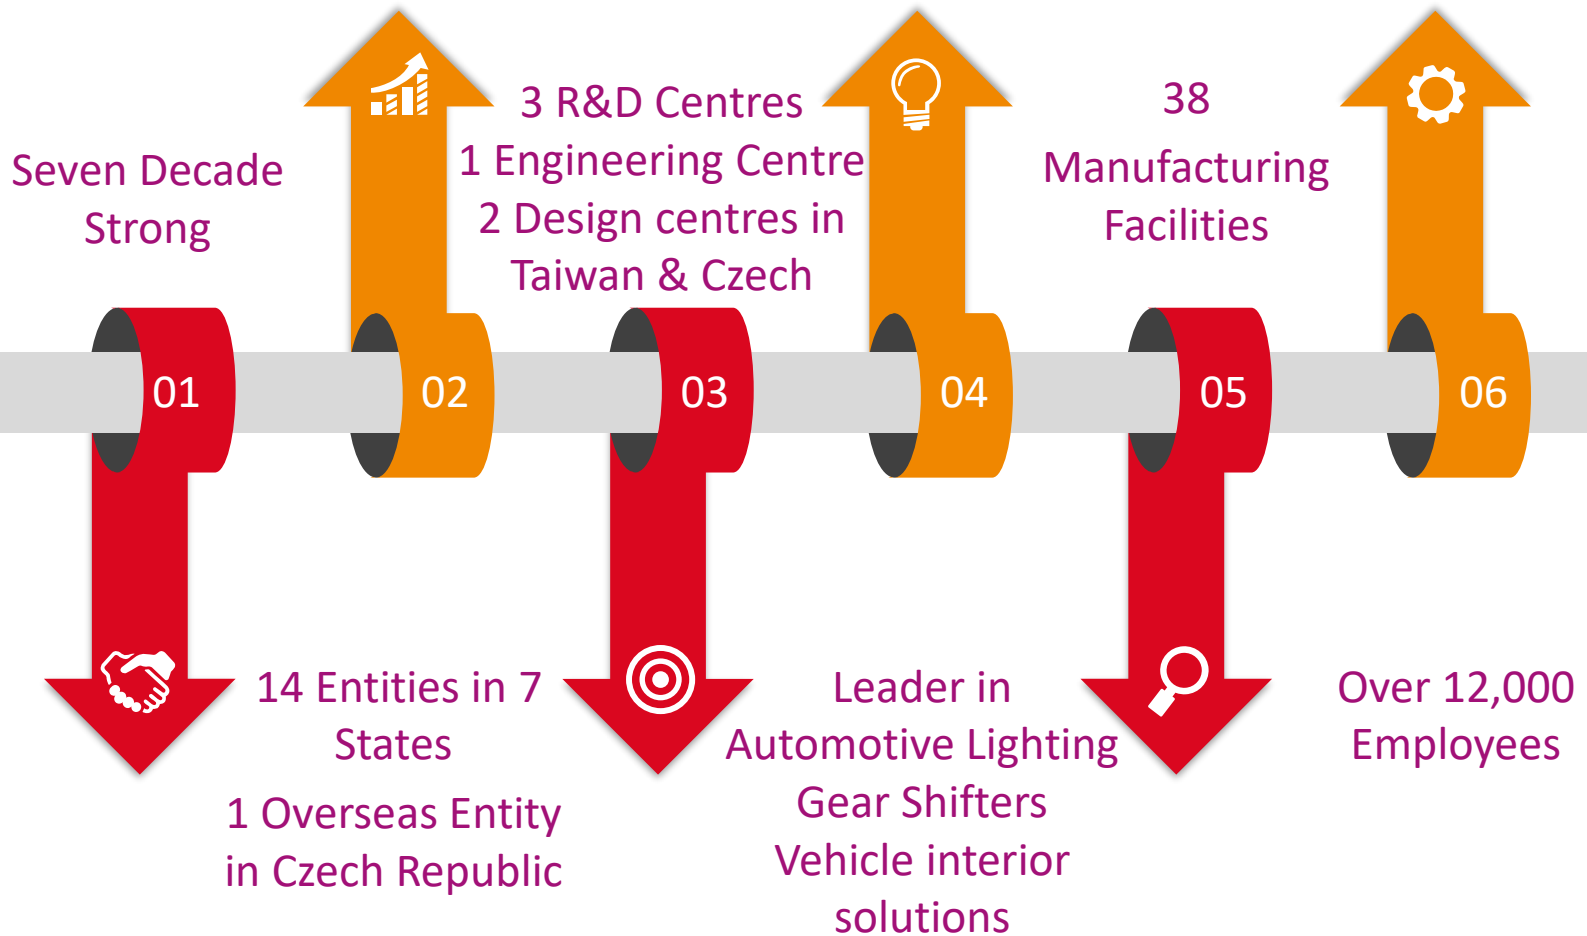 Seven Decade
Strong
01
02
14 Entities in 7
States
1 Overseas Entity
in Czech Republic
3 R&D Centres
1 Engineering Centre
2 Design centres in
Taiwan & Czech
03
04
Leader in
Automotive Lighting
Gear Shifters
Vehicle interior
solutions
38
Manufacturing
Facilities
05
06
Over 12,000
Employees